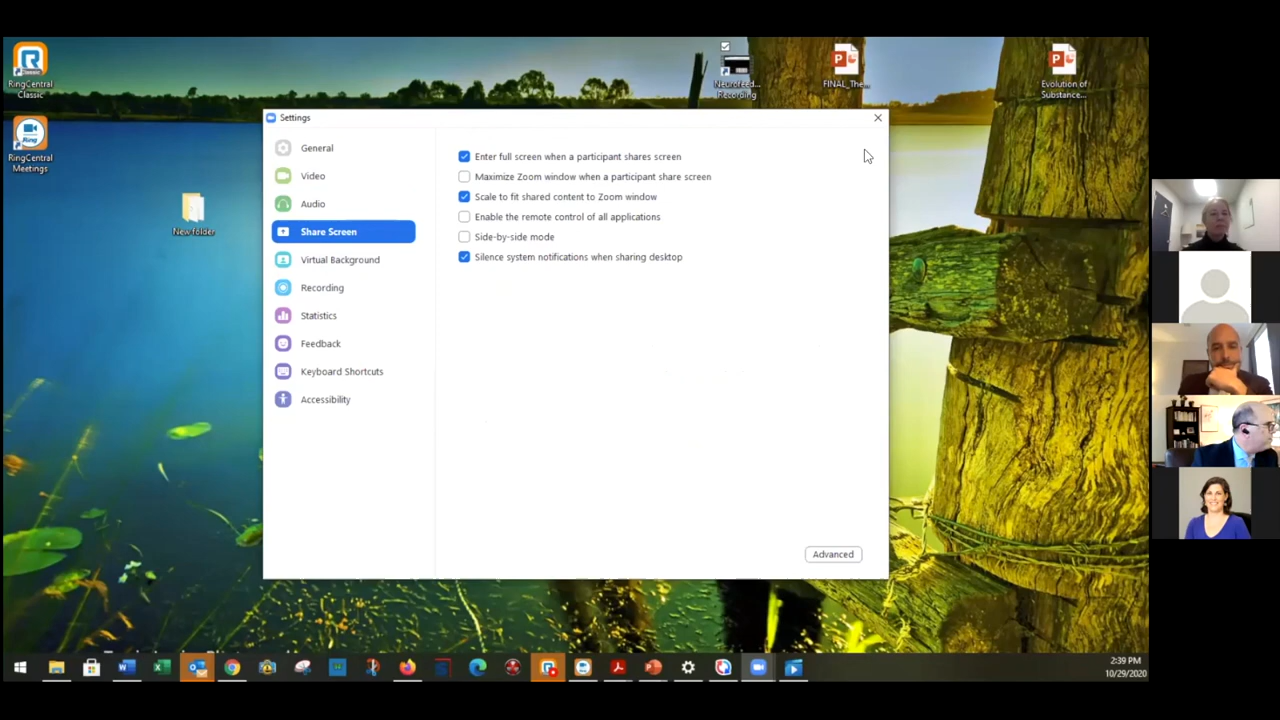 RingCentral
Classic
RingCentral
Meetings
New folder
Recording
FINAL_The...
Evolution of
Substance...
Settings
General
Video
Audio
Share Screen
Virtual Background
Recording
Statistics
Feedback
Keyboard Shortcuts
Accessibility
Enter full screen when a participant shares screen
Maximize Zoom window when a participant share screen
Scale to fit shared content to Zoom window
Enable the remote control of all applications
Side-by-side mode
Silence system notifications when sharing desktop
Advanced
2:39 PM
10/29/2020